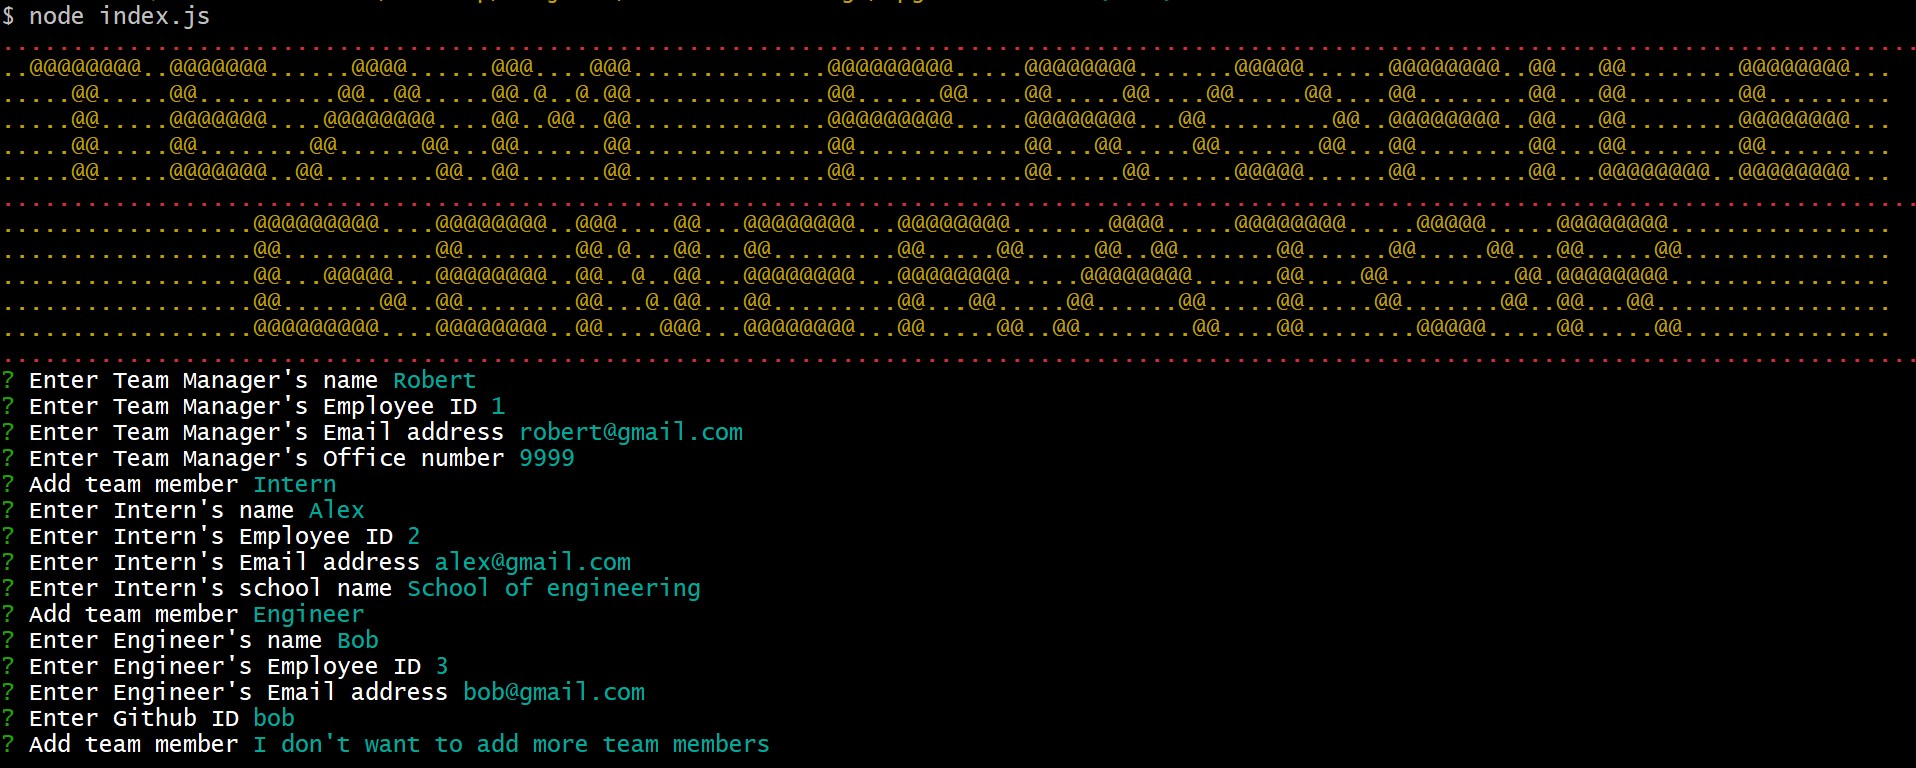 $ node index.js
TEAM PROFILE
GENERATOR
? Enter Team Manager's name Robert
? Enter Team Manager's Employee ID 1
? Enter Team Manager's Email address robert@gmail.com
? Enter Team Manager's Office number 9999
? Add team member Intern
? Enter Intern's name Alex
? Enter Intern's Employee ID 2
? Enter Intern's Email address alex@gmail.com
? Enter Intern's school name School of engineering
? Add team member Engineer
? Enter Engineer's name Bob
? Enter Engineer's Employee ID 3
? Enter Engineer's Email address bob@gmail.com
? Enter Github ID bob
? Add team member I don't want to add more team members